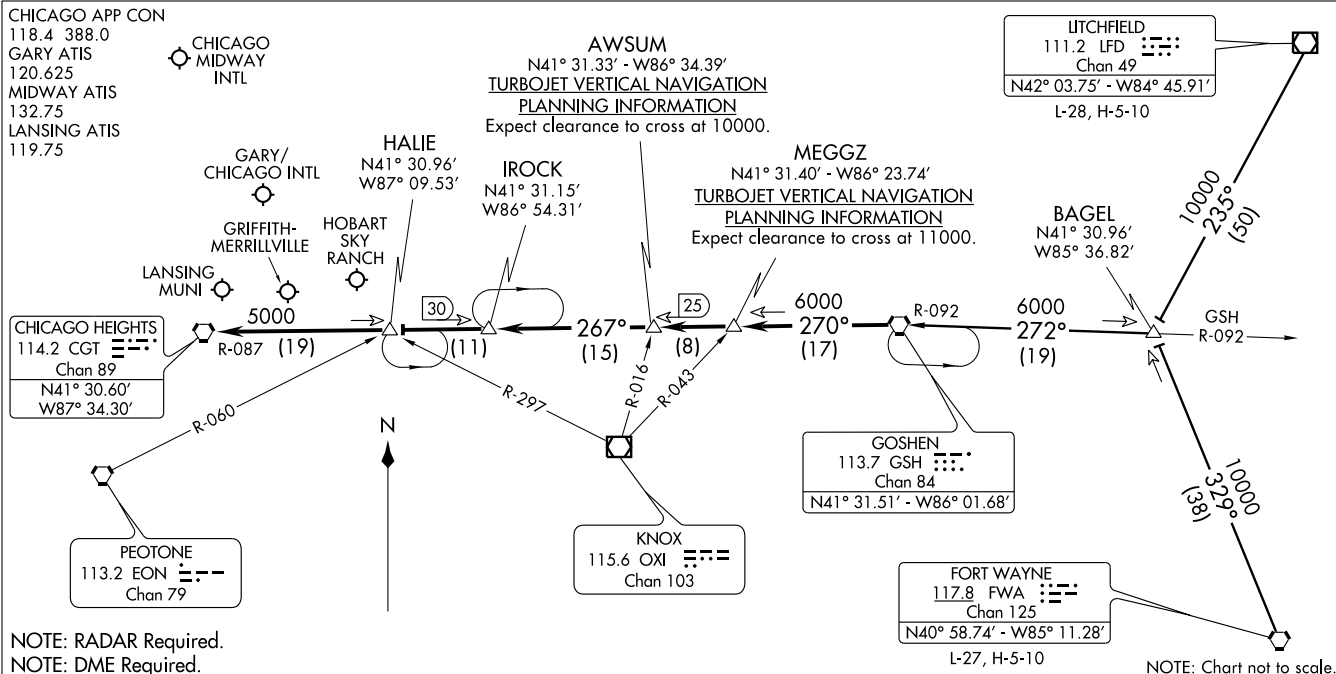 CHICAGO APP CON
118.4 388.0
GARY ATIS
120.625
MIDWAY ATIS
132.75
LANSING ATIS
119.75
CHICAGO
MIDWAY
INTL
AWSUM
N41° 31.33' - W86° 34.39'
TURBOJET VERTICAL NAVIGATION
PLANNING INFORMATION
Expect clearance to cross at 10000.
LITCHFIELD
111.2 LFD
Chan 49
N42° 03.75' - W84° 45.91'
L-28, H-5-10
HALIE
N41° 30.96'
W87° 09.53'
IROCK
N41° 31.15'
W86° 54.31'
MEGGZ
N41° 31.40' - W86° 23.74'
TURBOJET VERTICAL NAVIGATION
PLANNING INFORMATION
Expect clearance to cross at 11000.
BAGEL
N41° 30.96'
W85° 36.82'
10000
235°
(50)
GARY/
CHICAGO INTL
GRIFFITH-
MERRILLVILLE
HOBART
SKY
RANCH
LANSING
MUNI
CHICAGO HEIGHTS
114.2 CGT
Chan 89
N41° 30.60'
W87° 34.30'
5000
R-087
(19)
30
(11)
267°
(15)
25
(8)
6000
270°
(17)
R-092
6000
272°
(19)
GSH
R-092
R-060
R-297
R-016
R-043
N
GOSHEN
113.7 GSH
Chan 84
N41° 31.51' - W86° 01.68'
10000
329°
(38)
PEOTONE
113.2 EON
Chan 79
KNOX
115.6 OXI
Chan 103
FORT WAYNE
117.8 FWA
Chan 125
N40° 58.74' - W85° 11.28'
L-27, H-5-10
NOTE: RADAR Required.
NOTE: DME Required.
NOTE: Chart not to scale.